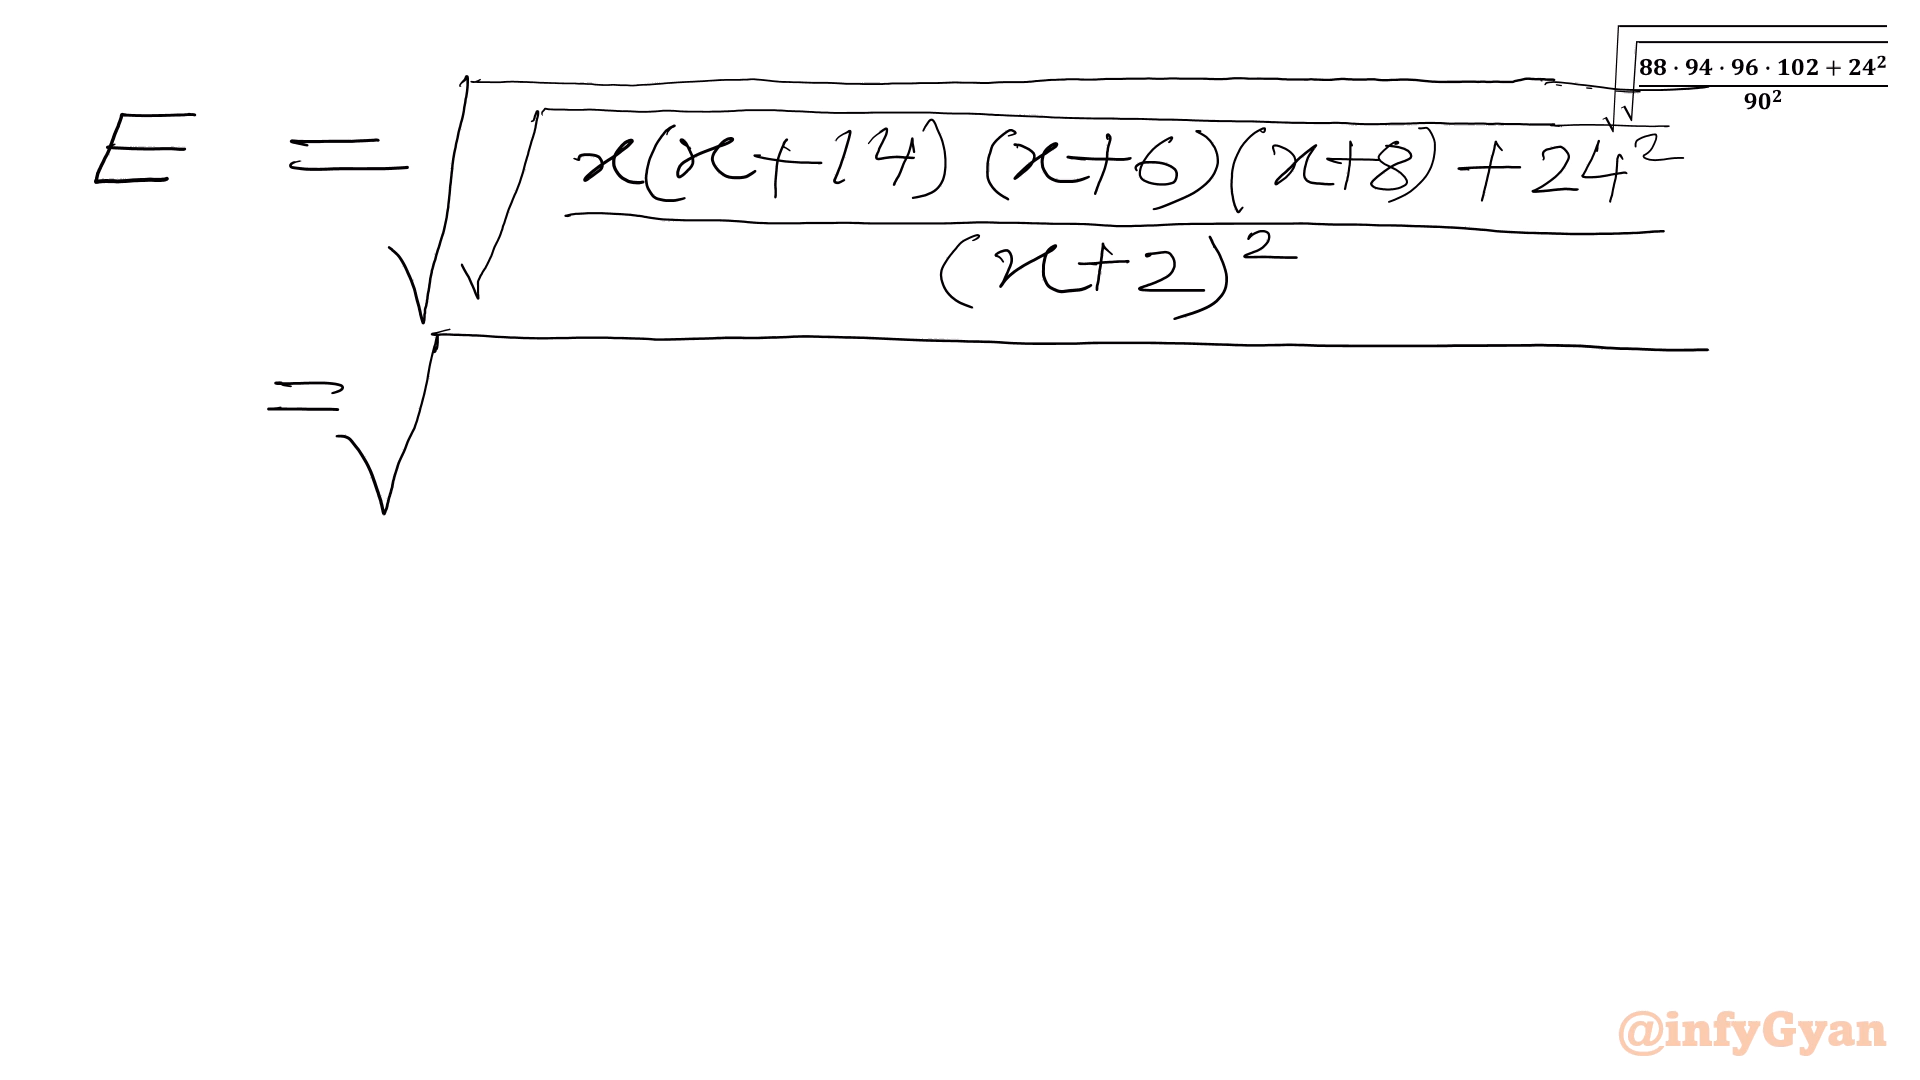 √√(88 · 94 · 96 · 102 + 24²
90²)
E = √√(x(x+14) (x+6)(x+8) + 24²
(x+2)²)
= √
@infyGyan